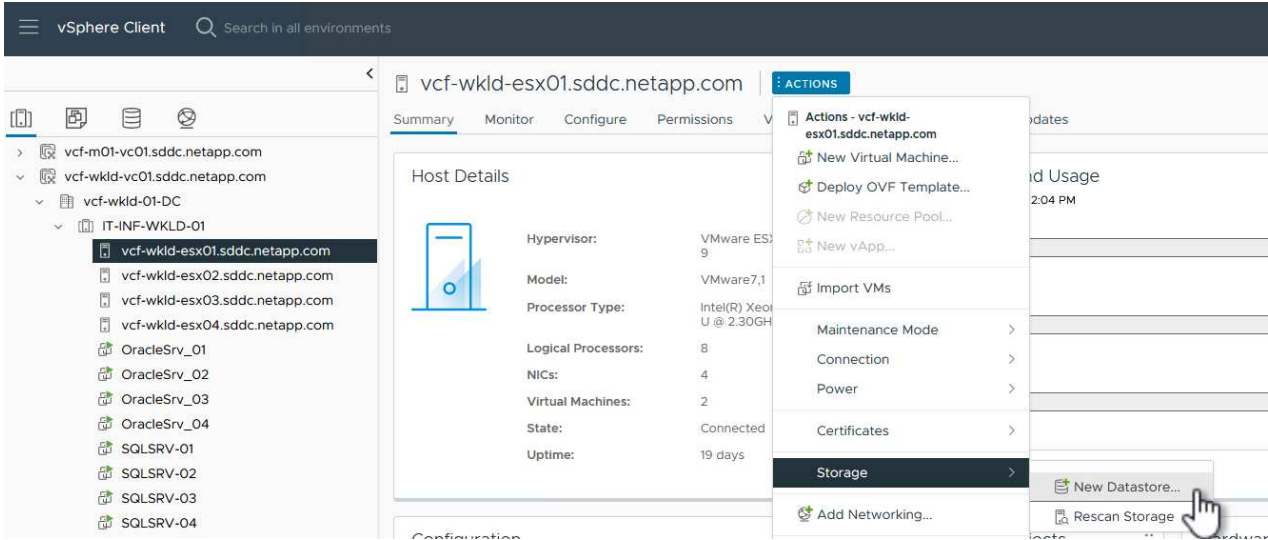 vSphere Client
Search in all environments
vcf-m01-vc01.sddc.netapp.com
vcf-wkld-vc01.sddc.netapp.com
vcf-wkld-01-DC
IT-INF-WKLD-01
vcf-wkld-esx01.sddc.netapp.com
vcf-wkld-esx02.sddc.netapp.com
vcf-wkld-esx03.sddc.netapp.com
vcf-wkld-esx04.sddc.netapp.com
OracleSrv_01
OracleSrv_02
OracleSrv_03
OracleSrv_04
SQLSRV-01
SQLSRV-02
SQLSRV-03
SQLSRV-04
vcf-wkld-esx01.sddc.netapp.com
ACTIONS
Summary Monitor Configure Permissions V
Host Details
Hypervisor: VMware ESX
9
Model: VMware7,1
Processor Type: Intel(R) Xeo
U @ 2.30GH
Logical Processors: 8
NICs: 4
Virtual Machines: 2
State: Connected
Uptime: 19 days
Configuration
Actions - vcf-wkld-
esx01.sddc.netapp.com
New Virtual Machine...
Deploy OVF Template...
New Resource Pool...
New vApp...
Import VMs
Maintenance Mode
Connection
Power
Certificates
Storage
Add Networking...
New Datastore...
Rescan Storage
pdates
nd Usage
2:04 PM